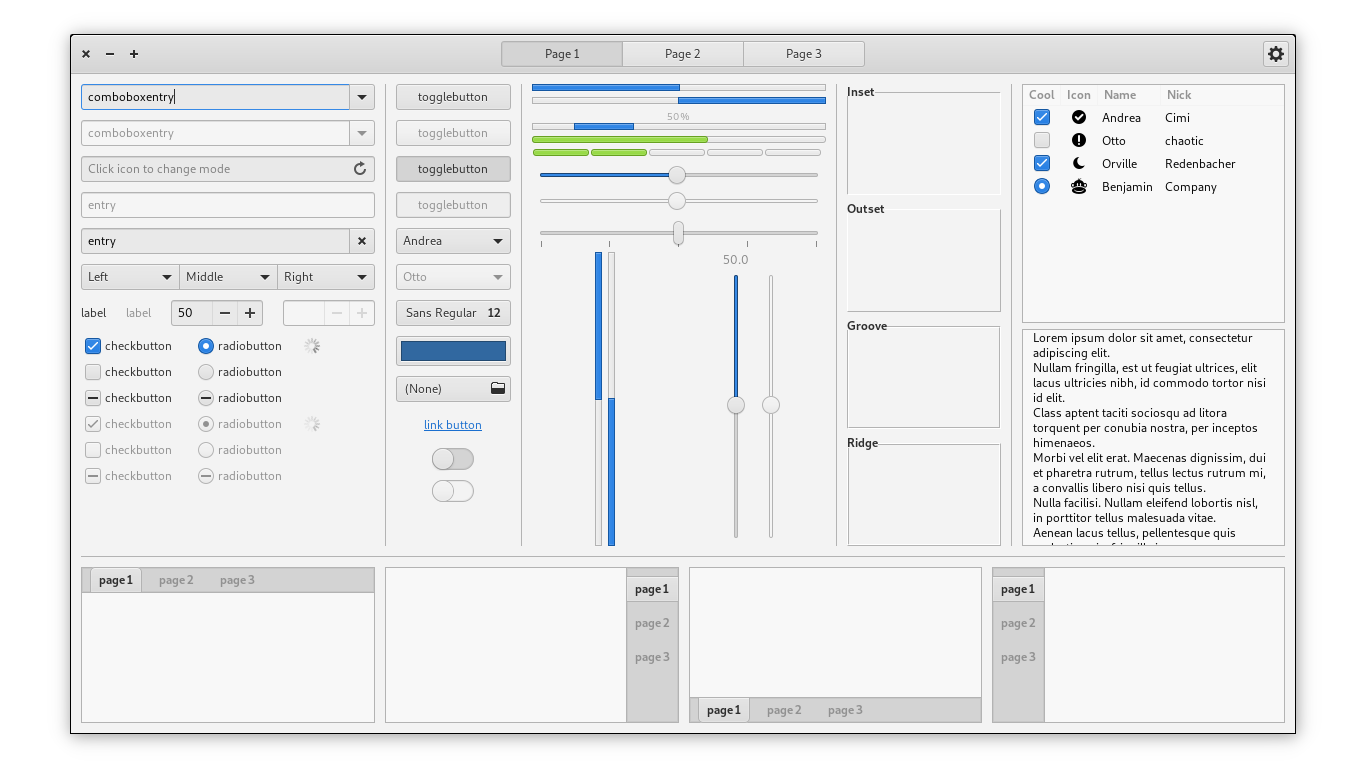 Page 1
Page 2
Page 3
comboboxentry
comboboxentry
Click icon to change mode
entry
entry
Left
Middle
Right
label
label
50
checkbutton
radiobutton
checkbutton
radiobutton
checkbutton
radiobutton
checkbutton
radiobutton
checkbutton
radiobutton
checkbutton
radiobutton
togglebutton
togglebutton
togglebutton
togglebutton
Andrea
Otto
Sans Regular 12
(None)
link button
50 %
50.0
Inset
Outset
Groove
Ridge
Cool Icon Name Nick
Andrea Cimi
Otto chaotic
Orville Redenbacher
Benjamin Company
Lorem ipsum dolor sit amet, consectetur
adipiscing elit.
Nullam fringilla, est ut feugiat ultrices, elit
lacus ultricies nibh, id commodo tortor nisi
id elit.
Class aptent taciti sociosqu ad litora
torquent per conubia nostra, per inceptos
himenaeos.
Morbi vel elit erat. Maecenas dignissim, dui
et pharetra rutrum, tellus lectus rutrum mi,
a convallis libero nisi quis tellus.
Nulla facilisi. Nullam eleifend lobortis nisl,
in porttitor tellus malesuada vitae.
Aenean lacus tellus, pellentesque quis
page 1
page 2
page 3
page 1
page 2
page 3
page 1
page 2
page 3
page 1
page 2
page 3